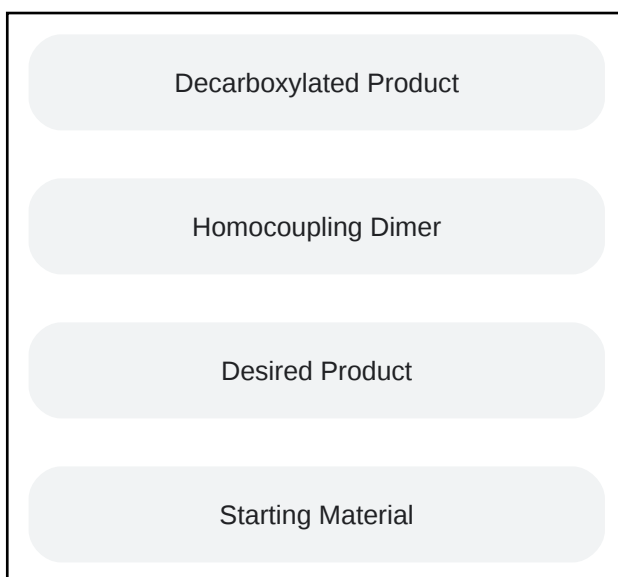 Decarboxylated Product
Homocoupling Dimer
Desired Product
Starting Material